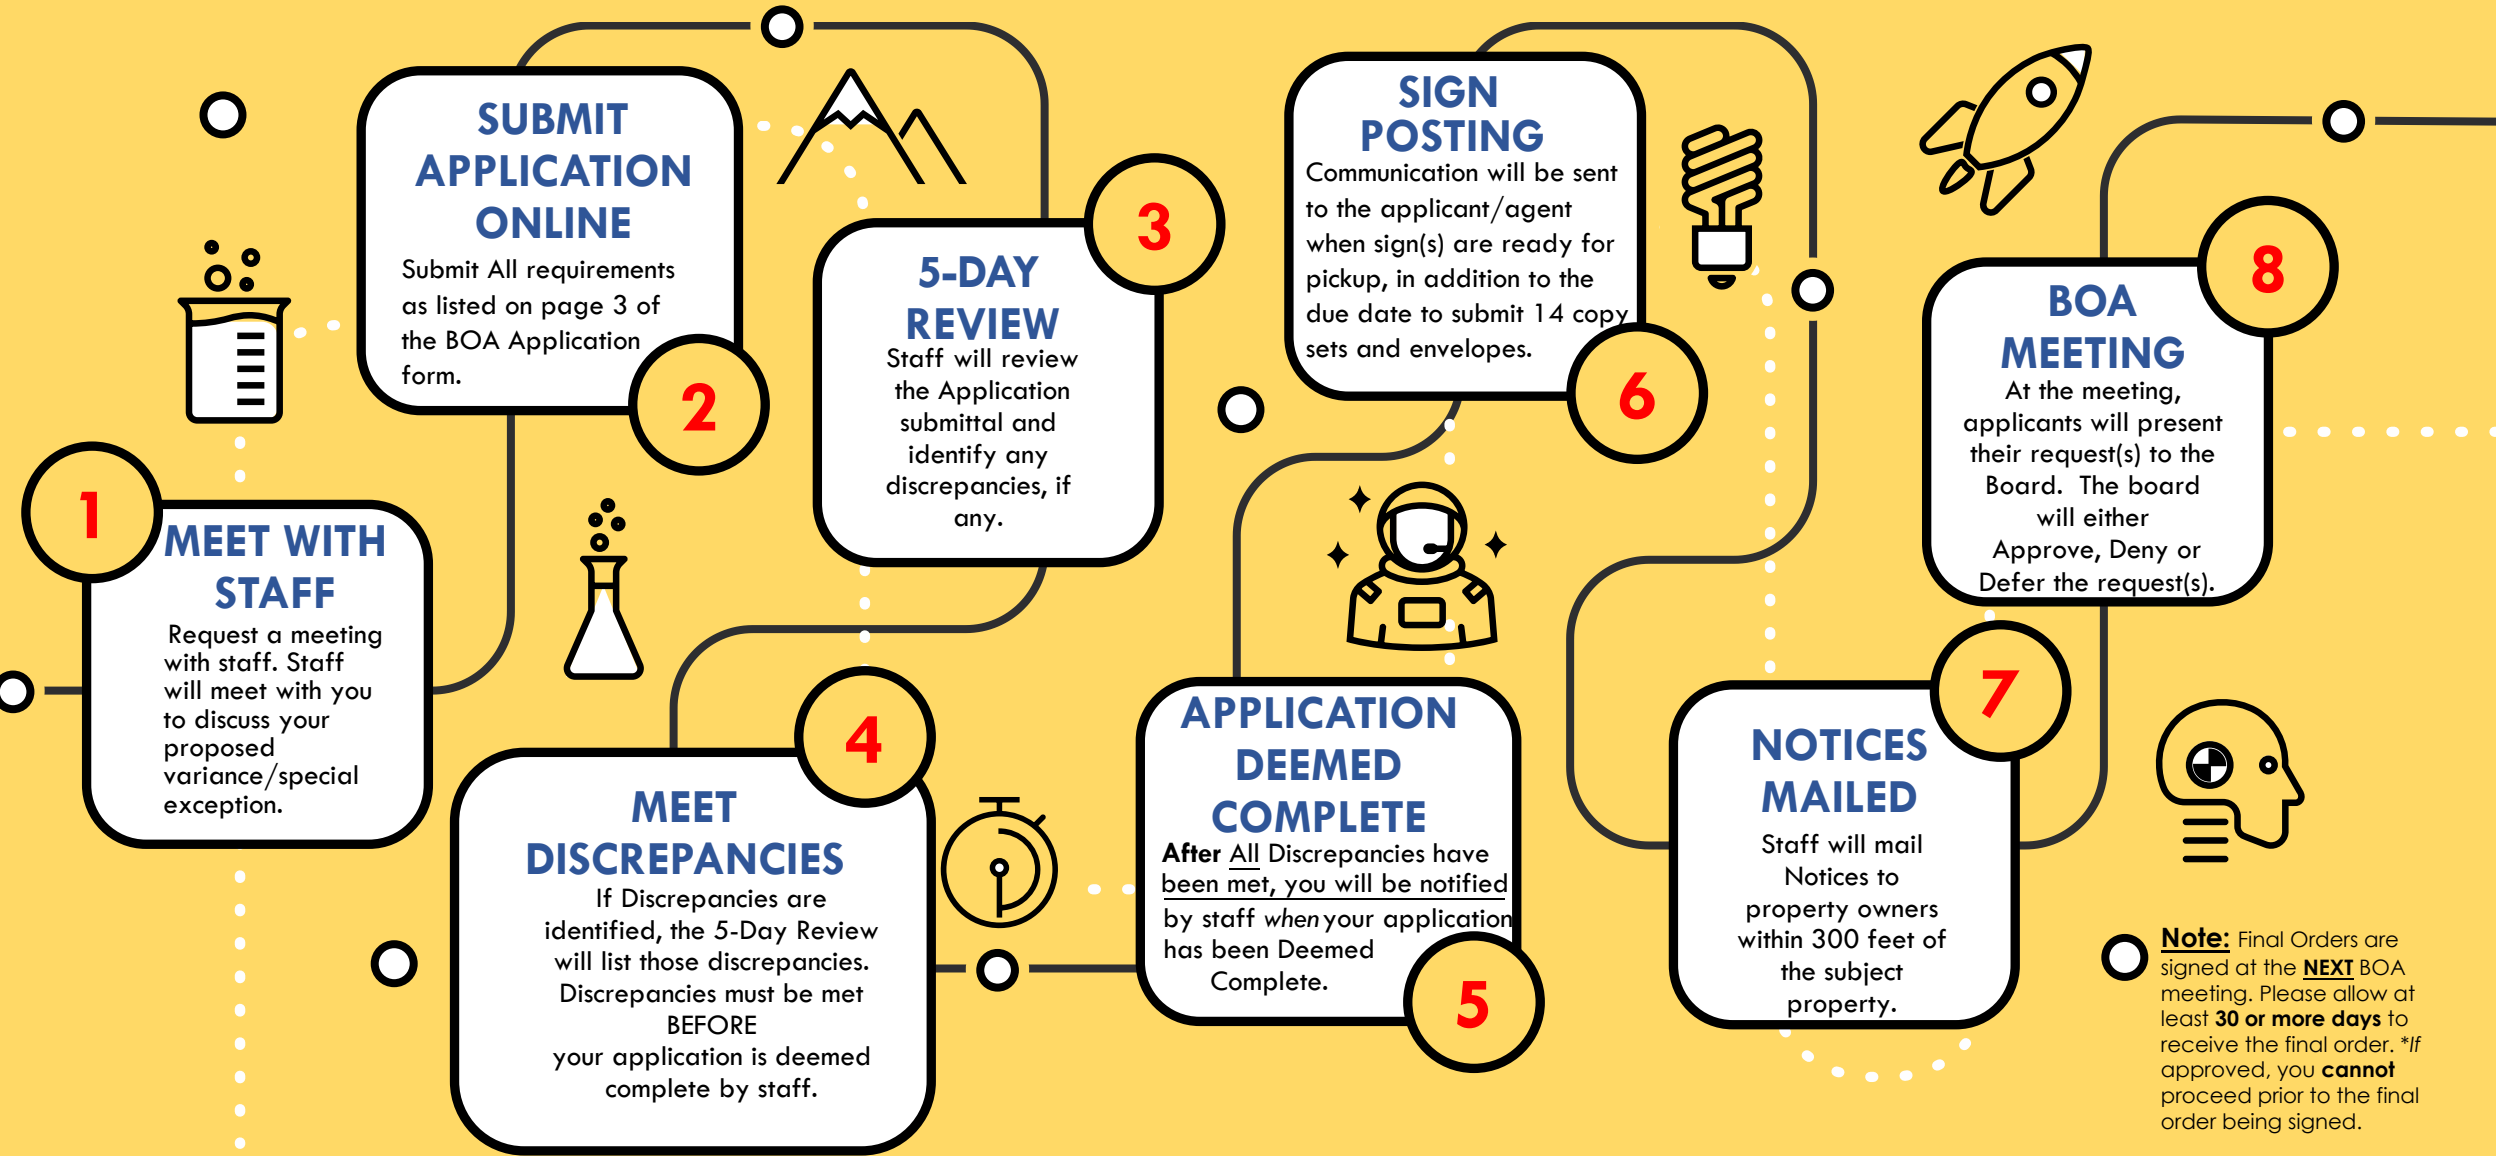 1
MEET WITH
STAFF
Request a meeting
with staff. Staff
will meet with you
to discuss your
proposed
variance/special
exception.
SUBMIT
APPLICATION
ONLINE
Submit All requirements
as listed on page 3 of
the BOA Application
form.
2
3
5-DAY
REVIEW
Staff will review
the Application
submittal and
identify any
discrepancies, if
any.
4
MEET
DISCREPANCIES
If Discrepancies are
identified, the 5-Day Review
will list those discrepancies.
Discrepancies must be met
BEFORE
your application is deemed
complete by staff.
APPLICATION
DEEMED
COMPLETE
After All Discrepancies have
been met, you will be notified
by staff when your application
has been Deemed
Complete.
5
SIGN
POSTING
Communication will be sent
to the applicant/agent
when sign(s) are ready for
pickup, in addition to the
due date to submit 14 copy
sets and envelopes.
6
7
NOTICES
MAILED
Staff will mail
Notices to
property owners
within 300 feet of
the subject
property.
8
BOA
MEETING
At the meeting,
applicants will present
their request(s) to the
Board. The board
will either
Approve, Deny or
Defer the request(s).
Note: Final Orders are
signed at the NEXT BOA
meeting. Please allow at
least 30 or more days to
receive the final order. *If
approved, you cannot
proceed prior to the final
order being signed.